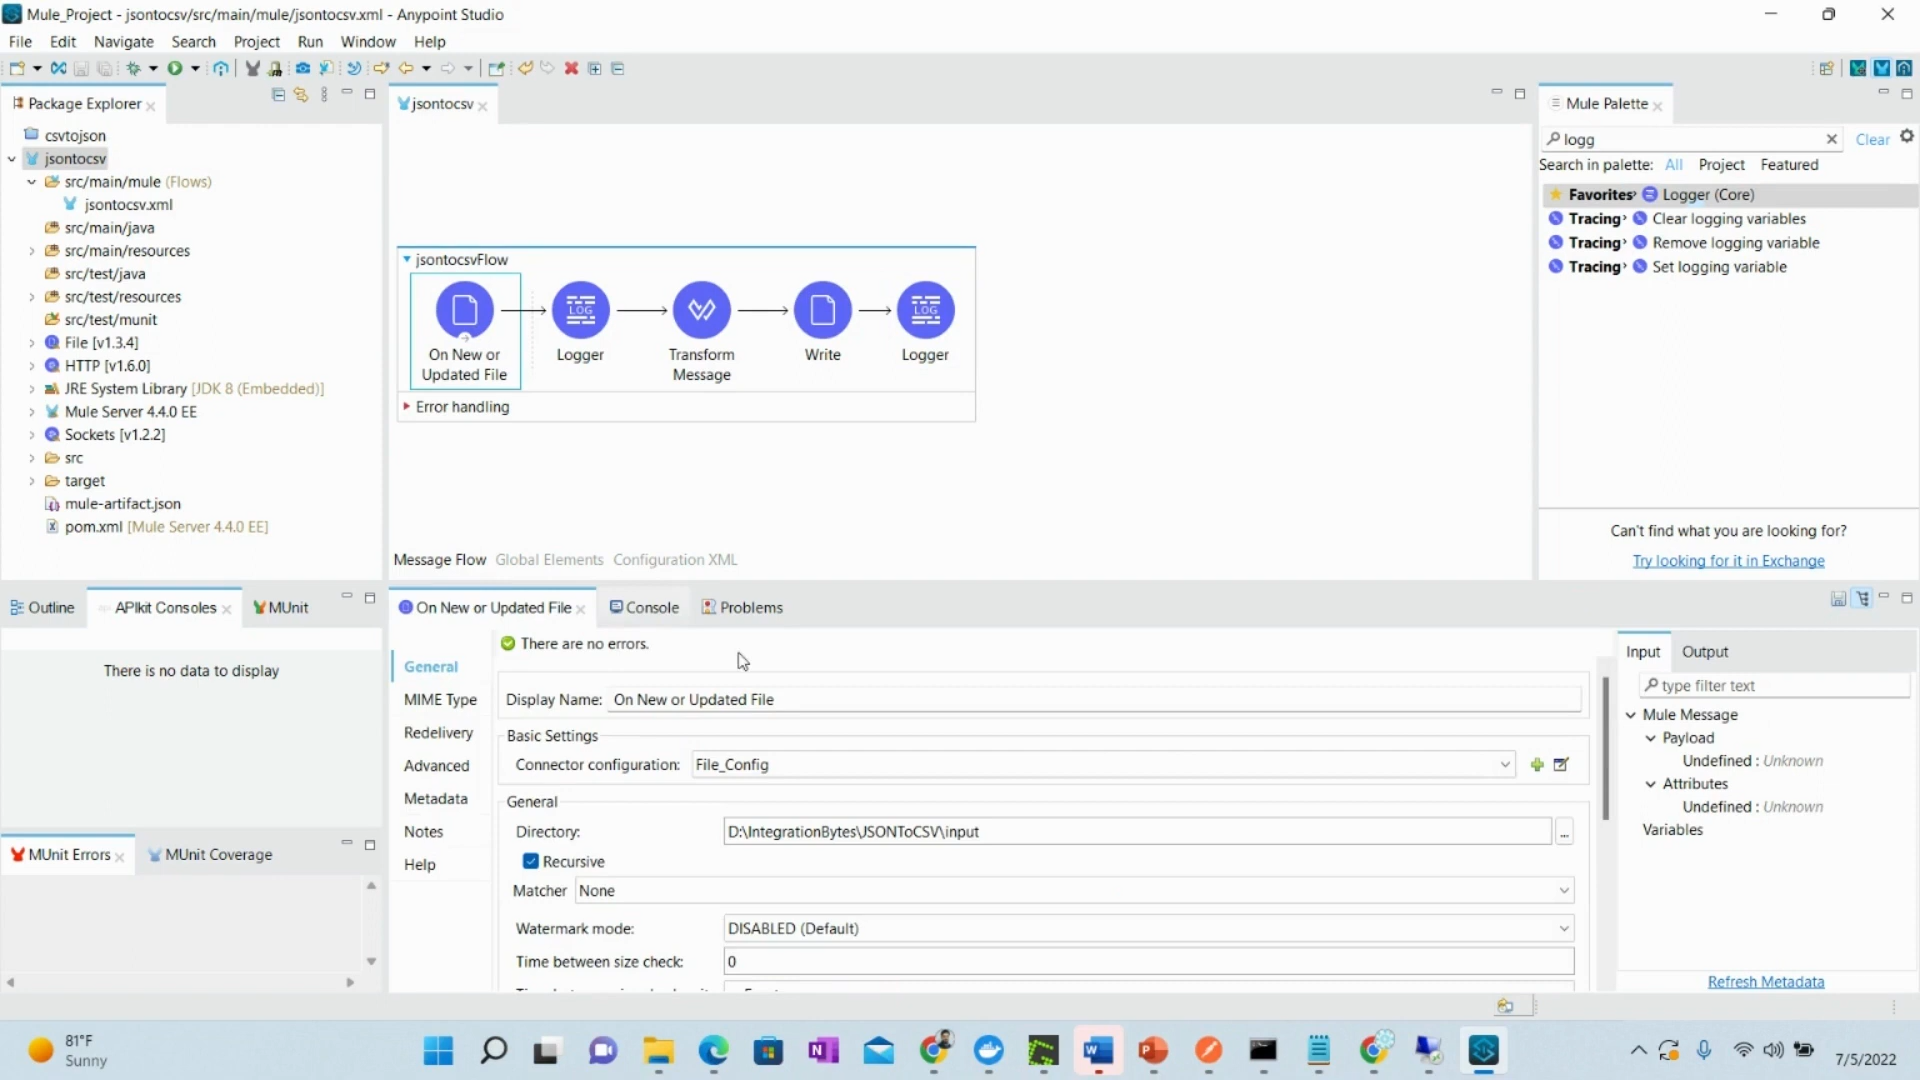 Mule_Project - jsontocsv/src/main/mule/jsontocsv.xml - Anypoint Studio
File Edit Navigate Search Project Run Window Help
Package Explorer
csvtojson
jsontocsv
src/main/mule (Flows)
jsontocsv.xml
src/main/java
src/main/resources
src/test/java
src/test/resources
src/test/munit
File [v1.3.4]
HTTP [v1.6.0]
JRE System Library [JDK 8 (Embedded)]
Mule Server 4.4.0 EE
Sockets [v1.2.2]
src
target
mule-artifact.json
pom.xml [Mule Server 4.4.0 EE]
jsontocsv
jsontocsvFlow
LOG
LOG
On New or Updated File
Logger
Transform Message
Write
Logger
Error handling
Message Flow Global Elements Configuration XML
Mule Palette
logg
Clear
Search in palette: All Project Featured
Favorites Logger (Core)
Tracing Clear logging variables
Tracing Remove logging variable
Tracing Set logging variable
Can't find what you are looking for?
Try looking for it in Exchange
Outline APIkit Consoles MUnit
There is no data to display
MUnit Errors MUnit Coverage
On New or Updated File Console Problems
There are no errors.
General
MIME Type
Redelivery
Advanced
Metadata
Notes
Help
Display Name: On New or Updated File
Basic Settings
Connector configuration: File_Config
General
Directory: D:\IntegrationBytes\JSONToCSV\input
...
Recursive
Matcher None
Watermark mode: DISABLED (Default)
Time between size check: 0
Input Output
type filter text
Mule Message
Payload
Undefined : Unknown
Attributes
Undefined : Unknown
Variables
Refresh Metadata
81°F
Sunny
7/5/2022